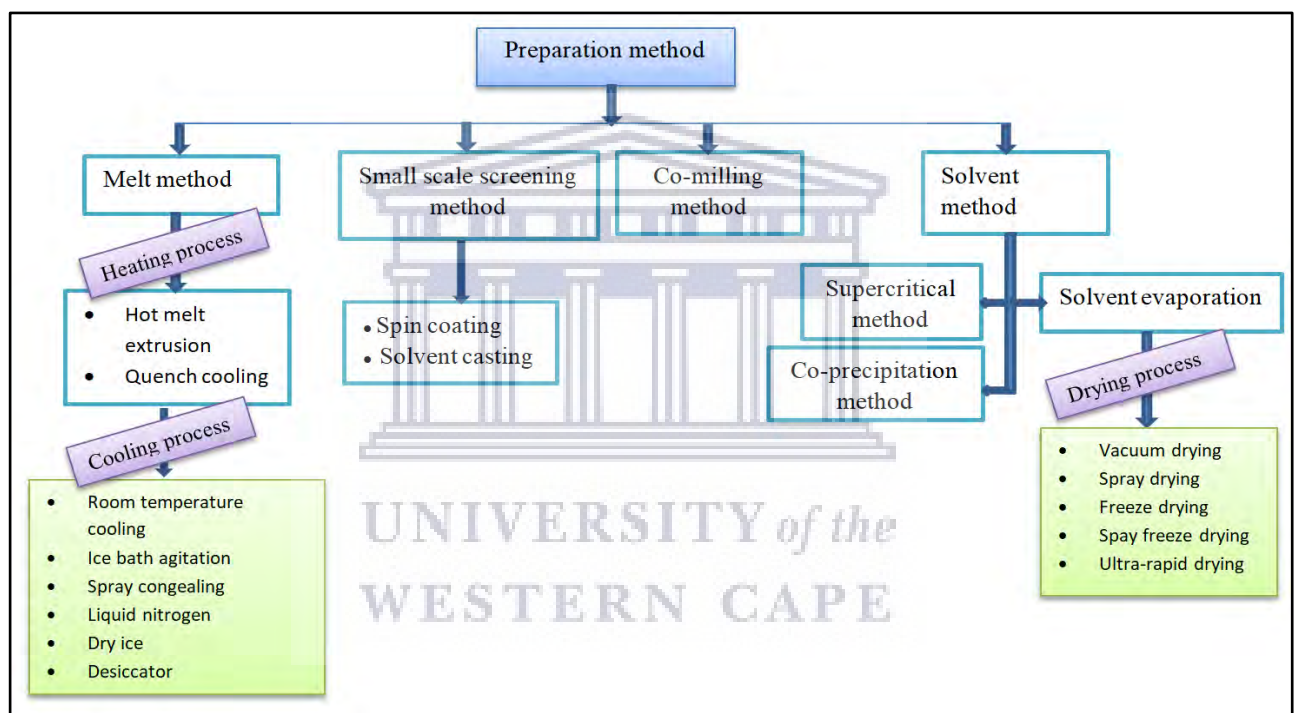 Preparation method
Melt method
Small scale screening
method
Co-milling
method
Solvent
method
Heating process
• Hot melt
extrusion
• Quench cooling
• Spin coating
• Solvent casting
Supercritical
method
Solvent evaporation
Co-precipitation
method
Drying process
Cooling process
• Room temperature
cooling
• Ice bath agitation
• Spray congealing
• Liquid nitrogen
• Dry ice
• Desiccator
• Vacuum drying
• Spray drying
• Freeze drying
• Spay freeze drying
• Ultra-rapid drying
UNIVERSITY of the
WESTERN CAPE